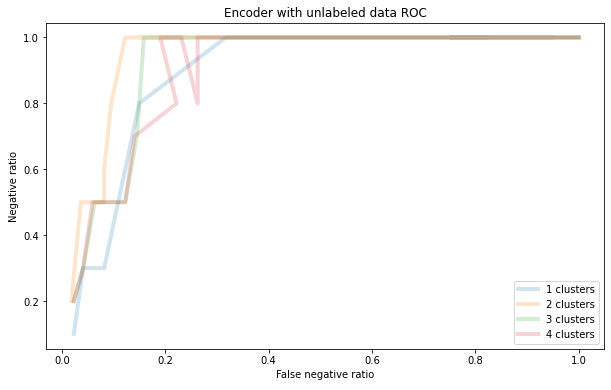 Encoder with unlabeled data ROC
1.0
0.8
0.6
0.4
0.2
Negative ratio
0.0
0.2
0.4
0.6
0.8
1.0
False negative ratio
1 clusters
2 clusters
3 clusters
4 clusters